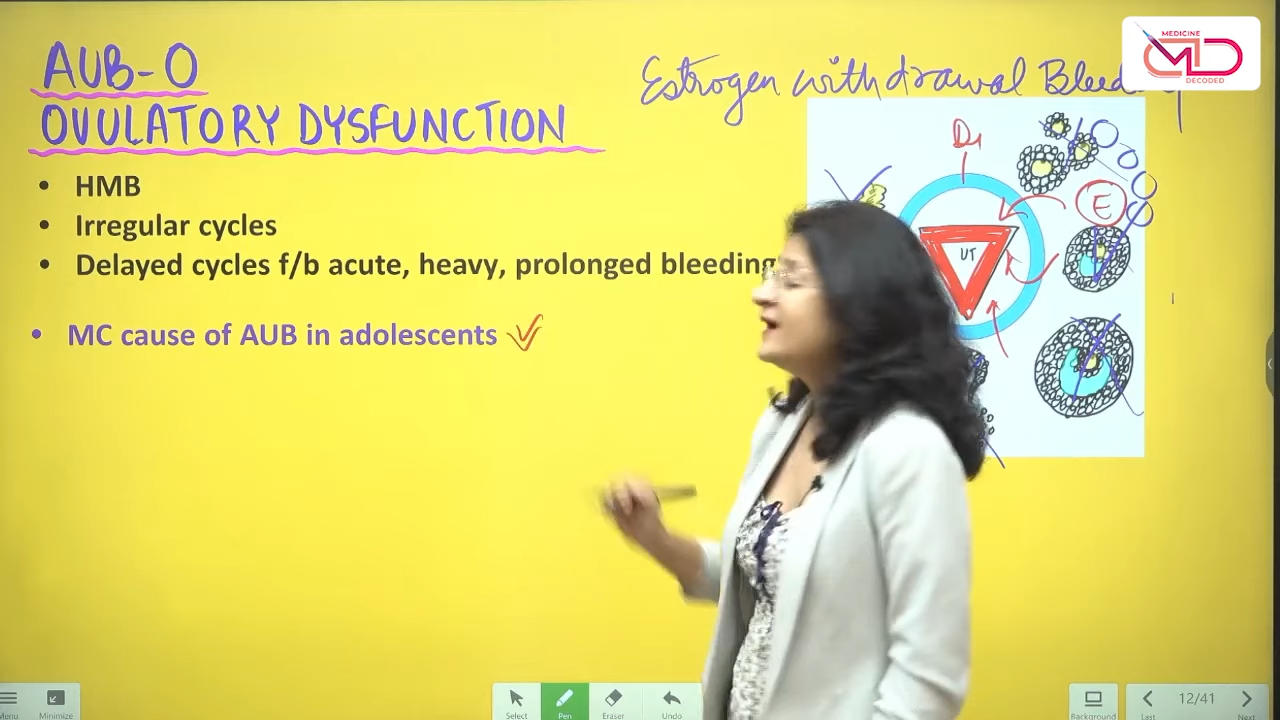 AUB-O
Estrogen withdrawal
OVULATORY DYSFUNCTION
• HMB
• Irregular cycles
• Delayed cycles f/b acute, heavy, prolonged bleeding
• MC cause of AUB in adolescents
D1
E
UT
MEDICINE
MD
DECODED
Menu
Minimize
Select
Pen
Eraser
Undo
Background
Last
12/41
Next